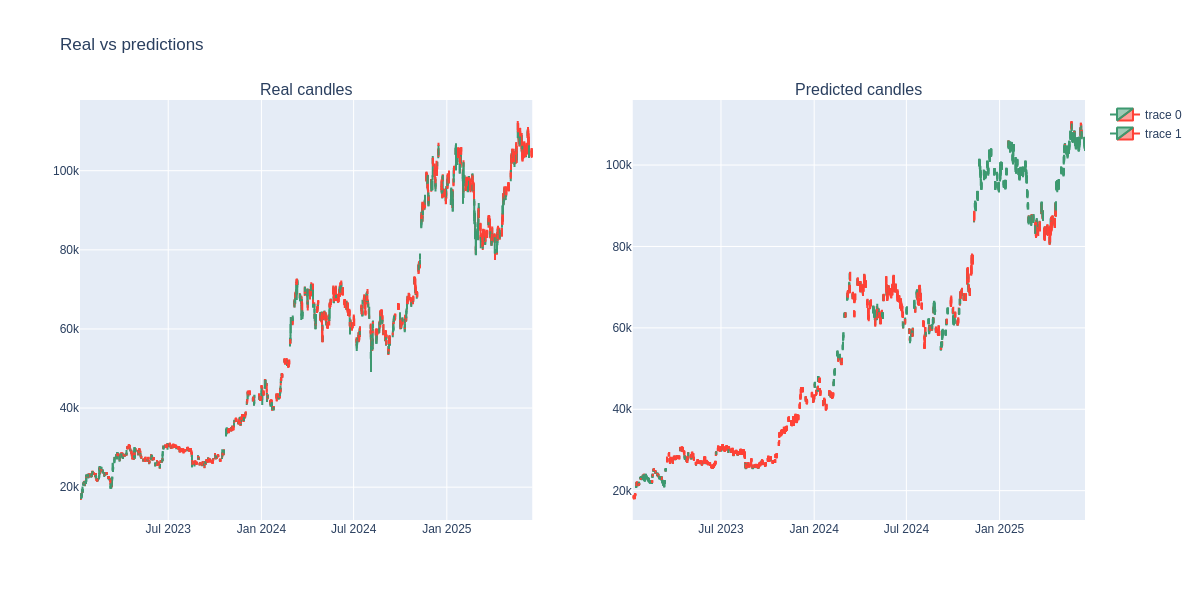 Real vs predictions
Real candles
Predicted candles
trace 0
trace 1
100k
80k
60k
40k
20k
Jul 2023
Jan 2024
Jul 2024
Jan 2025
100k
80k
60k
40k
20k
Jul 2023
Jan 2024
Jul 2024
Jan 2025